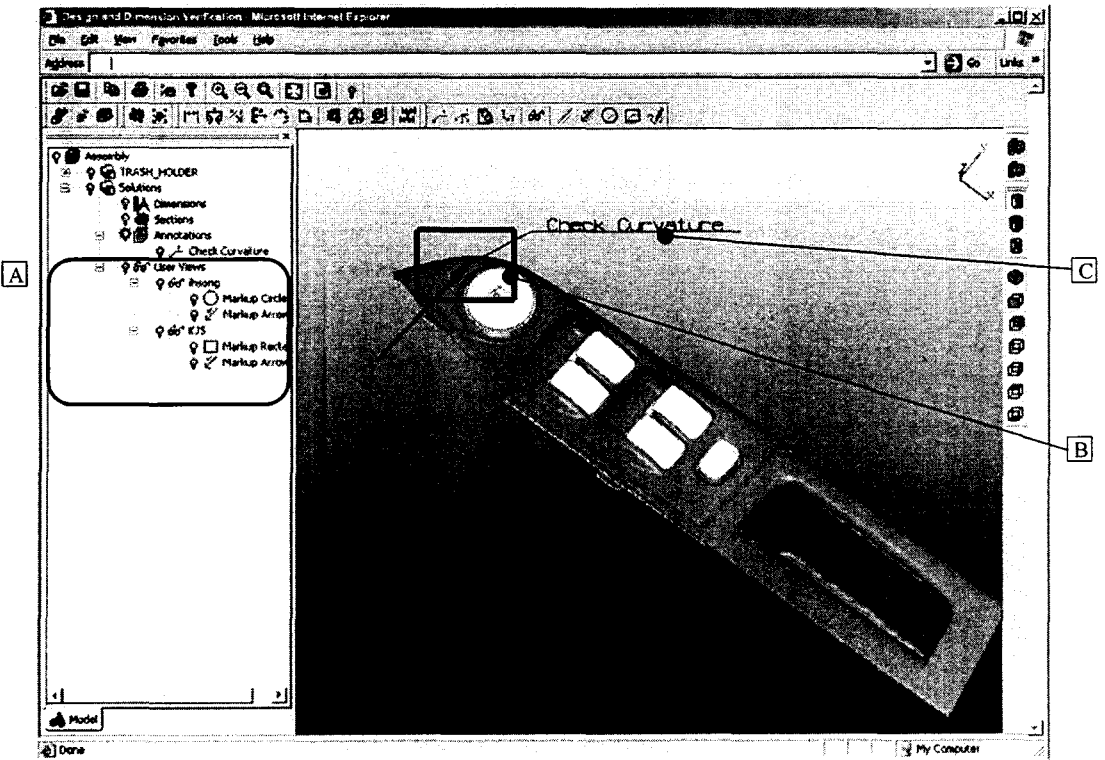 Design and Dimension Verification - Microsoft Internet Explorer
File Edit View Favorites Tools Help
Address
Go Links »
Assembly
TRASH_HOLDER
Solutions
Dimensions
Sections
Annotations
Check Curvature
User Views
ihsong
Markup Circle
Markup Arrow
KJS
Markup Recta
Markup Arrow
Check Curvature
Z
Y
X
A
C
B
Model
Done
My Computer